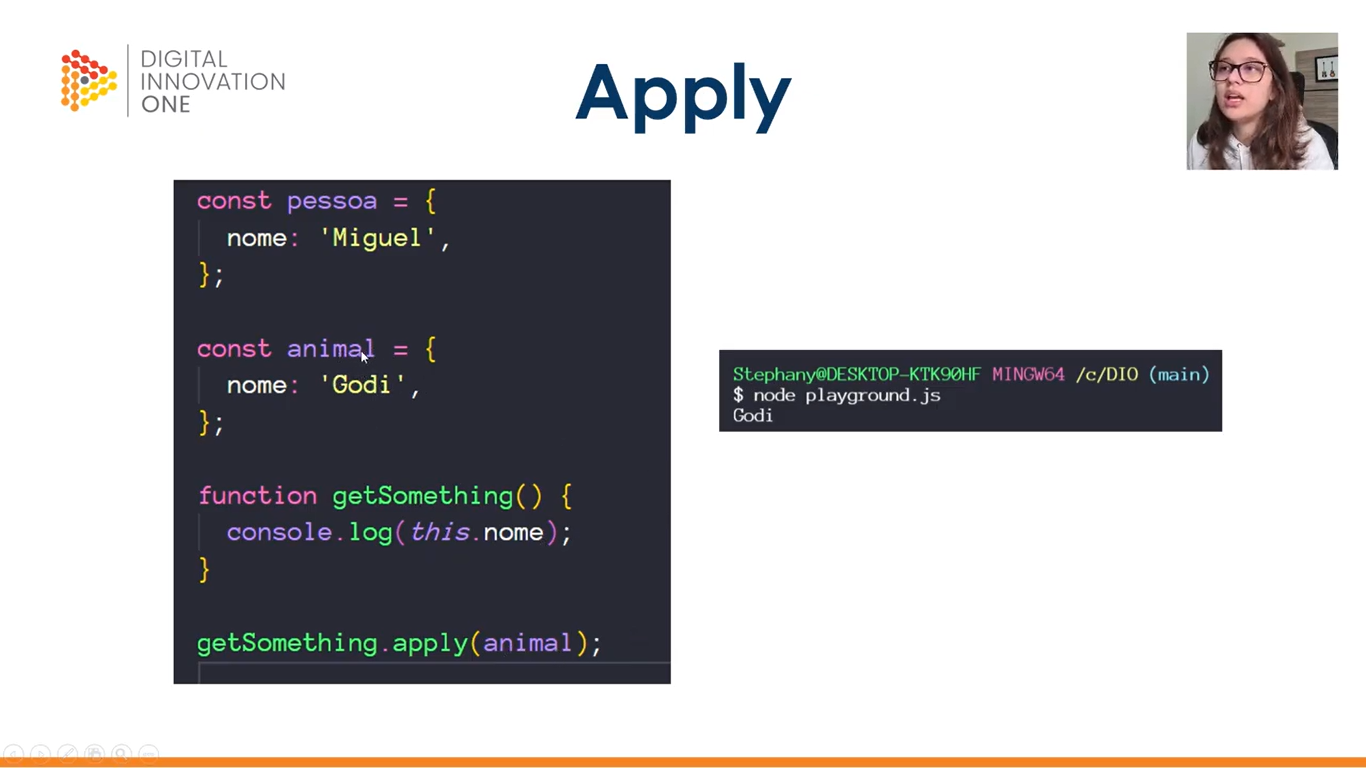 DIGITAL
INNOVATION
ONE
Apply
const pessoa = {
nome: 'Miguel',
};
const animal = {
nome: 'Godi',
};
function getSomething() {
console.log(this.nome);
}
getSomething.apply(animal);
Stephany@DESKTOP-KTK90HF MINGW64 /c/DIO (main)
$ node playground.js
Godi